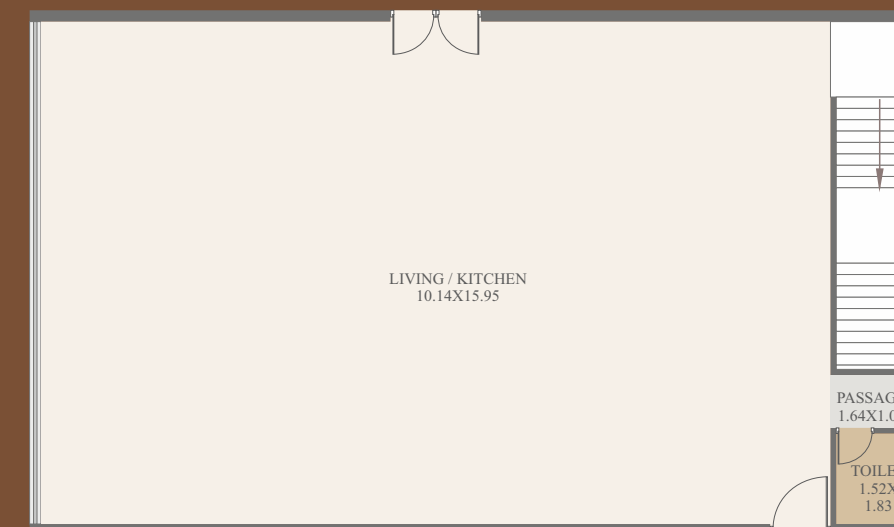 LIVING / KITCHEN
10.14X15.95
PASSAG
1.64X1.0
TOILE
1.52X
1.83